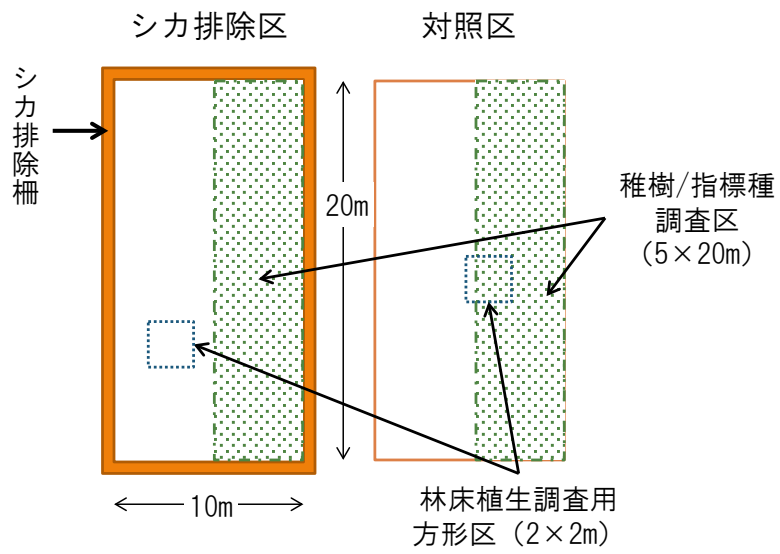 シカ排除区
対照区
シカ排除柵
20m
稚樹/指標種
調査区
（5×20m）
10m
林床植生調査用
方形区（2×2m）